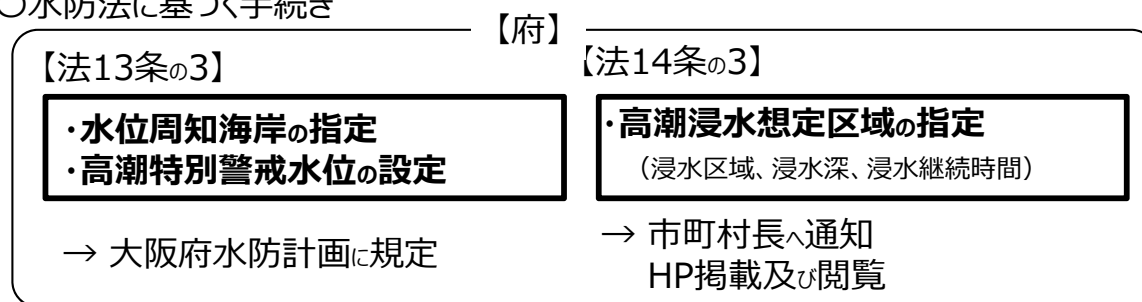 ○水防法に基づく手続き
【府】
【法13条の3】
・水位周知海岸の指定
・高潮特別警戒水位の設定
→ 大阪府水防計画に規定
【法14条の3】
・高潮浸水想定区域の指定
（浸水区域、浸水深、浸水継続時間）
→ 市町村長へ通知
HP掲載及び閲覧